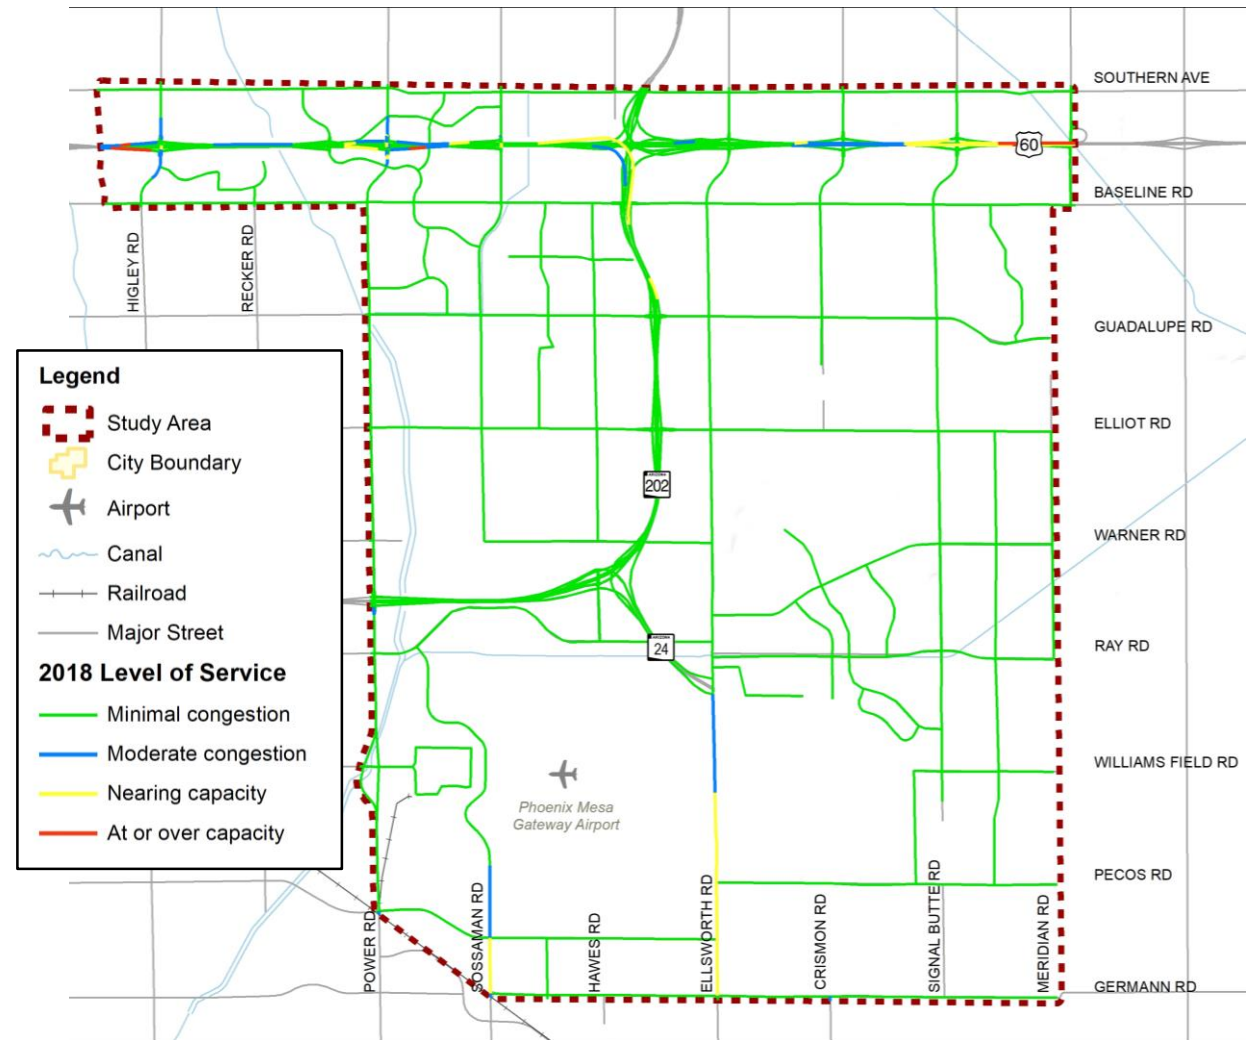 SOUTHERN AVE
60
BASELINE RD
HIGLEY RD
RECKER RD
GUADALUPE RD
Legend
Study Area
City Boundary
Airport
Canal
Railroad
Major Street
2018 Level of Service
Minimal congestion
Moderate congestion
Nearing capacity
At or over capacity
ELLIOT RD
ARIZONA
202
WARNER RD
ARIZONA
24
RAY RD
WILLIAMS FIELD RD
Phoenix Mesa
Gateway Airport
PECOS RD
POWER RD
SOSSAMAN RD
HAWES RD
ELLSWORTH RD
CRISMON RD
SIGNAL BUTTE RD
MERIDIAN RD
GERMANN RD